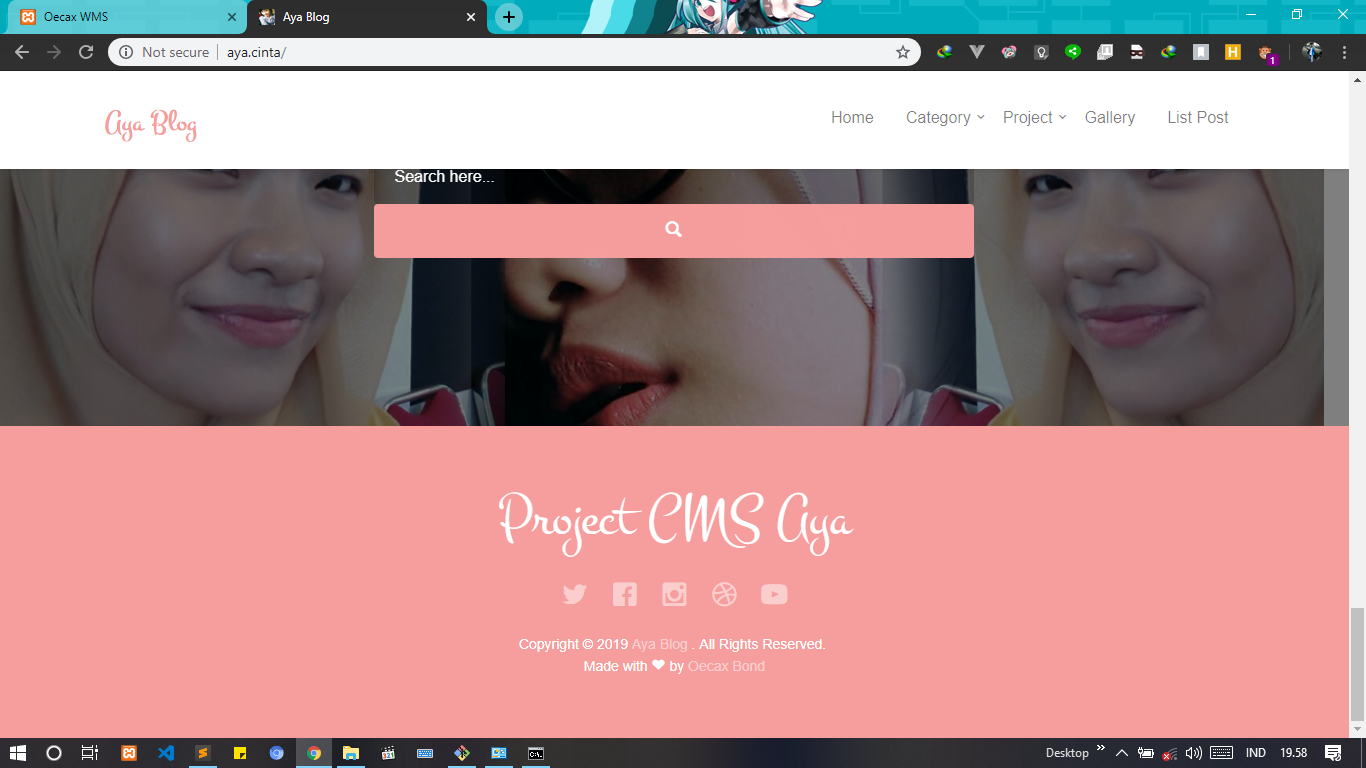 Oecax WMS
Aya Blog
Not secure
aya.cinta/
H
1
Aya Blog
Home
Category
Project
Gallery
List Post
Search here...
Project CMS Aya
Copyright © 2019 Aya Blog . All Rights Reserved.
Made with ❤ by Oecax Bond
Desktop
IND
19.58